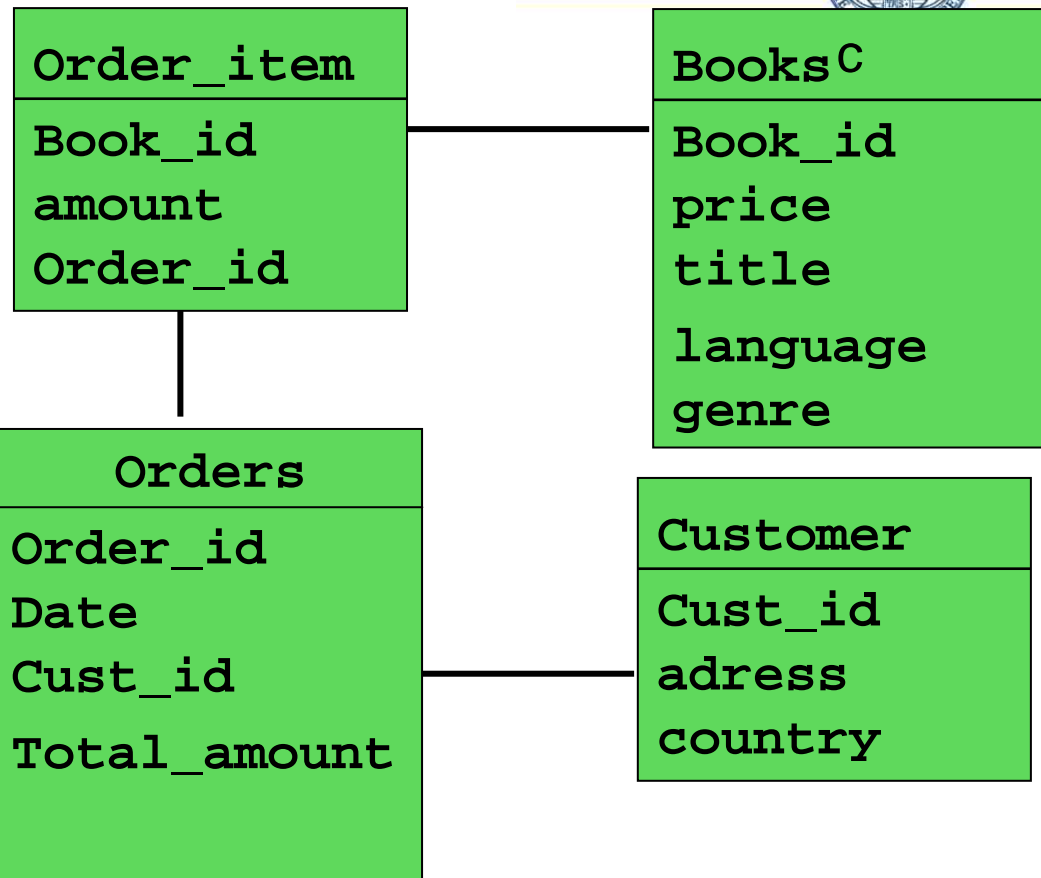 Order_item
Book_id
amount
Order_id
Books C
Book_id
price
title
language
genre
Orders
Order_id
Date
Cust_id
Total_amount
Customer
Cust_id
adress
country